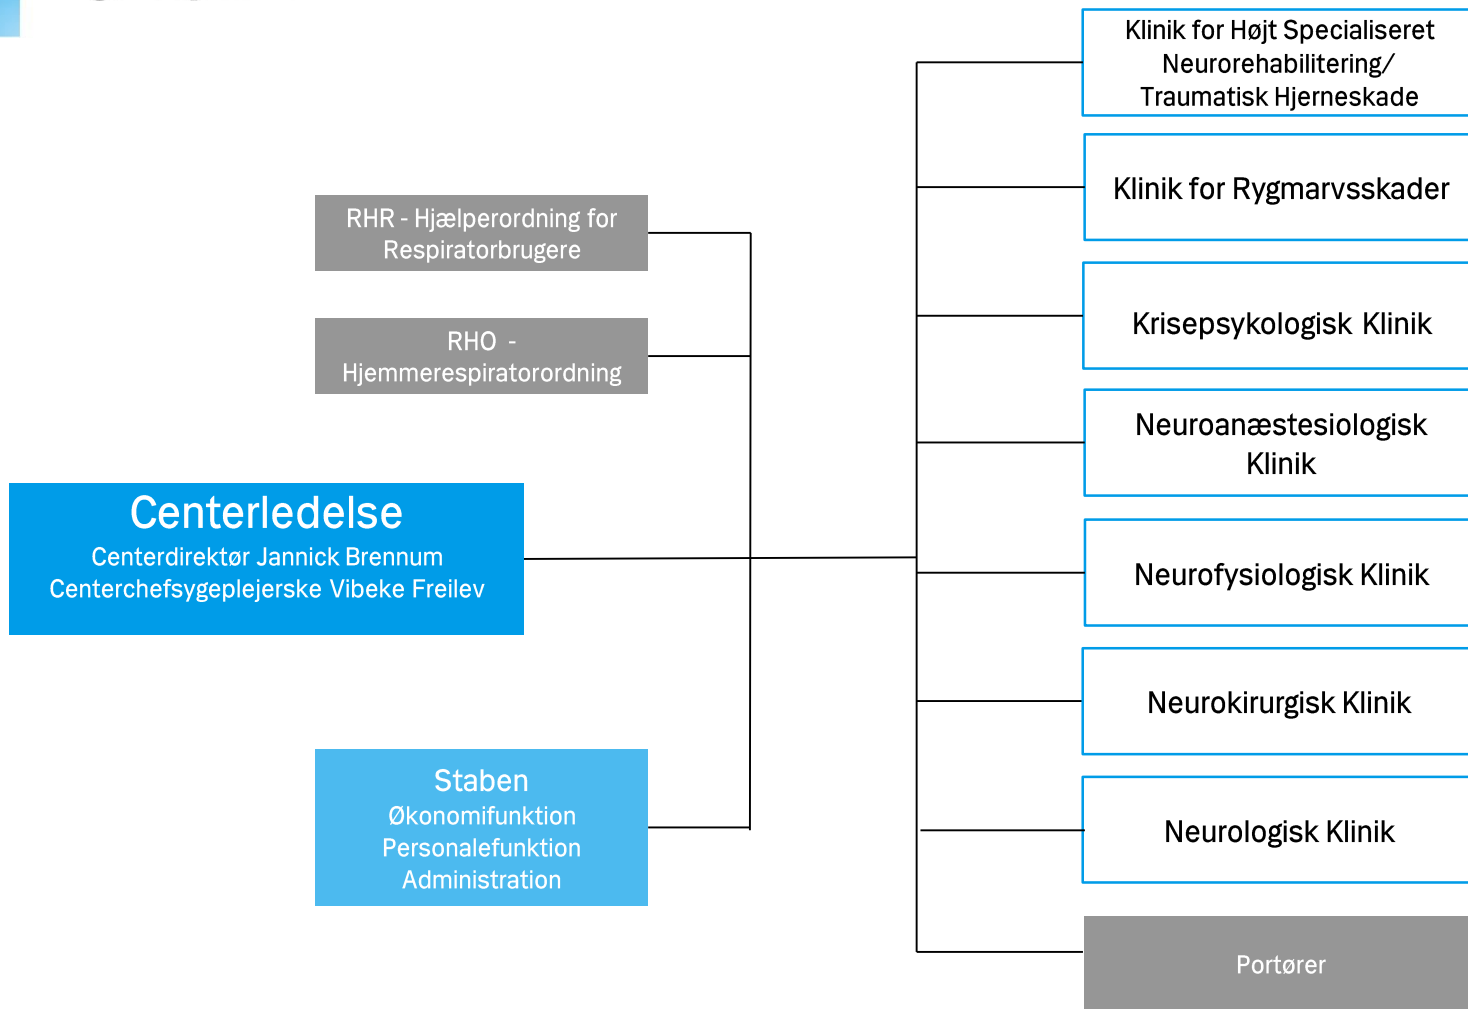 Klinik for Højt Specialiseret
Neurorehabilitering/
Traumatisk Hjerneskade
Klinik for Rygmarvsskader
RHR - Hjælperordning for
Respiratorbrugere
Krisepsykologisk Klinik
RHO -
Hjemmerespiratorordning
Neuroanæstesiologisk
Klinik
Centerledelse
Centerdirektør Jannick Brennum
Centerchefsygeplejerske Vibeke Freilev
Neurofysiologisk Klinik
Neurokirurgisk Klinik
Staben
Økonomifunktion
Personalefunktion
Administration
Neurologisk Klinik
Portører